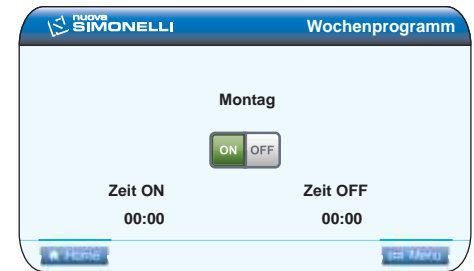 nuova
SIMONELLI
Wochenprogramm
Montag
ON OFF
Zeit ON Zeit OFF
00:00 00:00
Home Menu